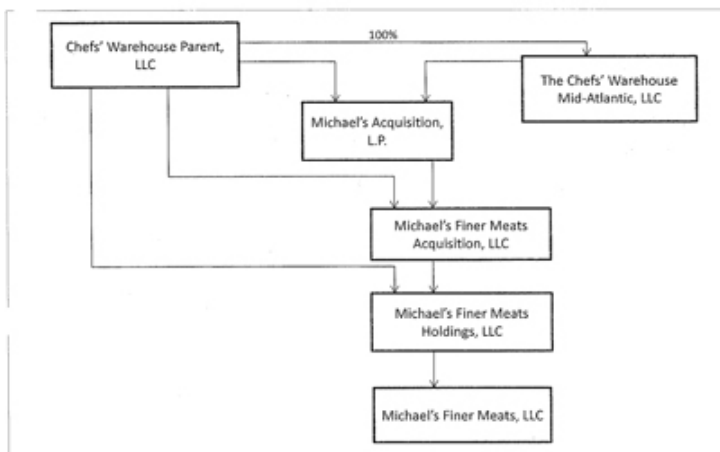 100%
Chefs' Warehouse Parent,
LLC
The Chefs' Warehouse
Mid-Atlantic, LLC
Michael's Acquisition,
L.P.
Michael's Finer Meats
Acquisition, LLC
Michael's Finer Meats
Holdings, LLC
Michael's Finer Meats, LLC